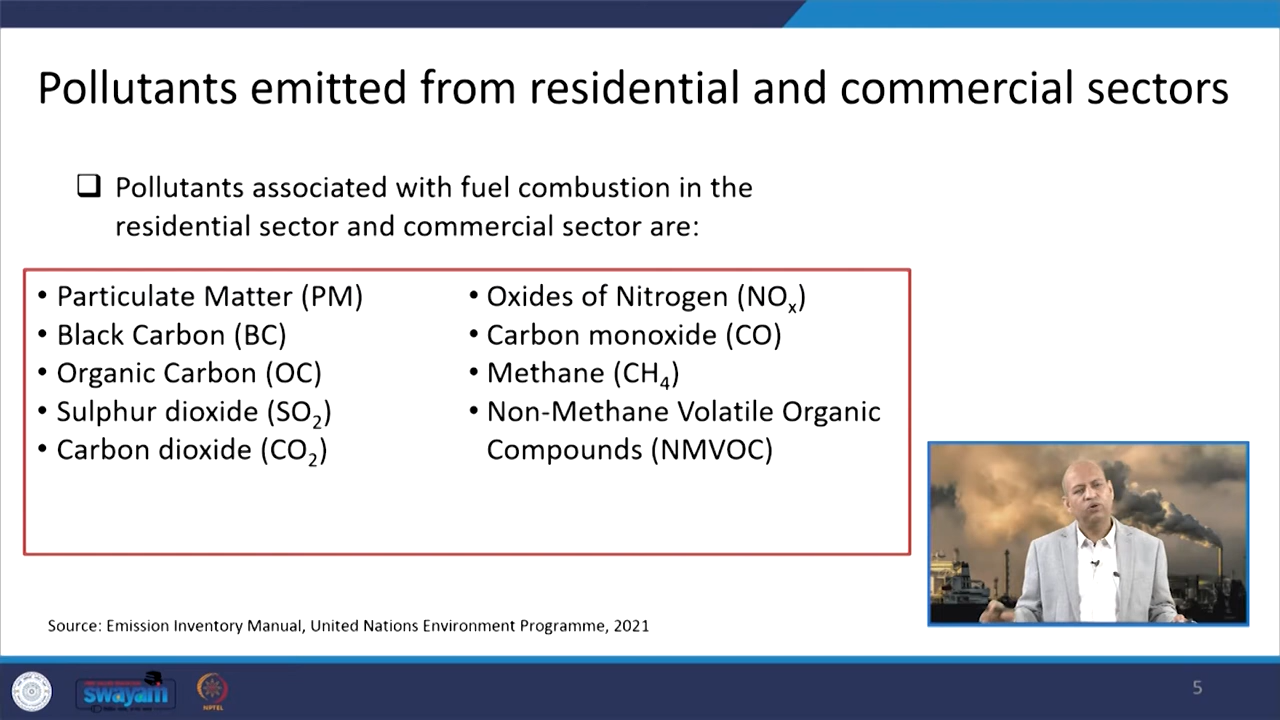 Pollutants emitted from residential and commercial sectors
❑ Pollutants associated with fuel combustion in the
residential sector and commercial sector are:
• Particulate Matter (PM)
• Black Carbon (BC)
• Organic Carbon (OC)
• Sulphur dioxide (SO₂)
• Carbon dioxide (CO₂)
• Oxides of Nitrogen (NOₓ)
• Carbon monoxide (CO)
• Methane (CH₄)
• Non-Methane Volatile Organic
Compounds (NMVOC)
Source: Emission Inventory Manual, United Nations Environment Programme, 2021
swayam
NPTEL
5